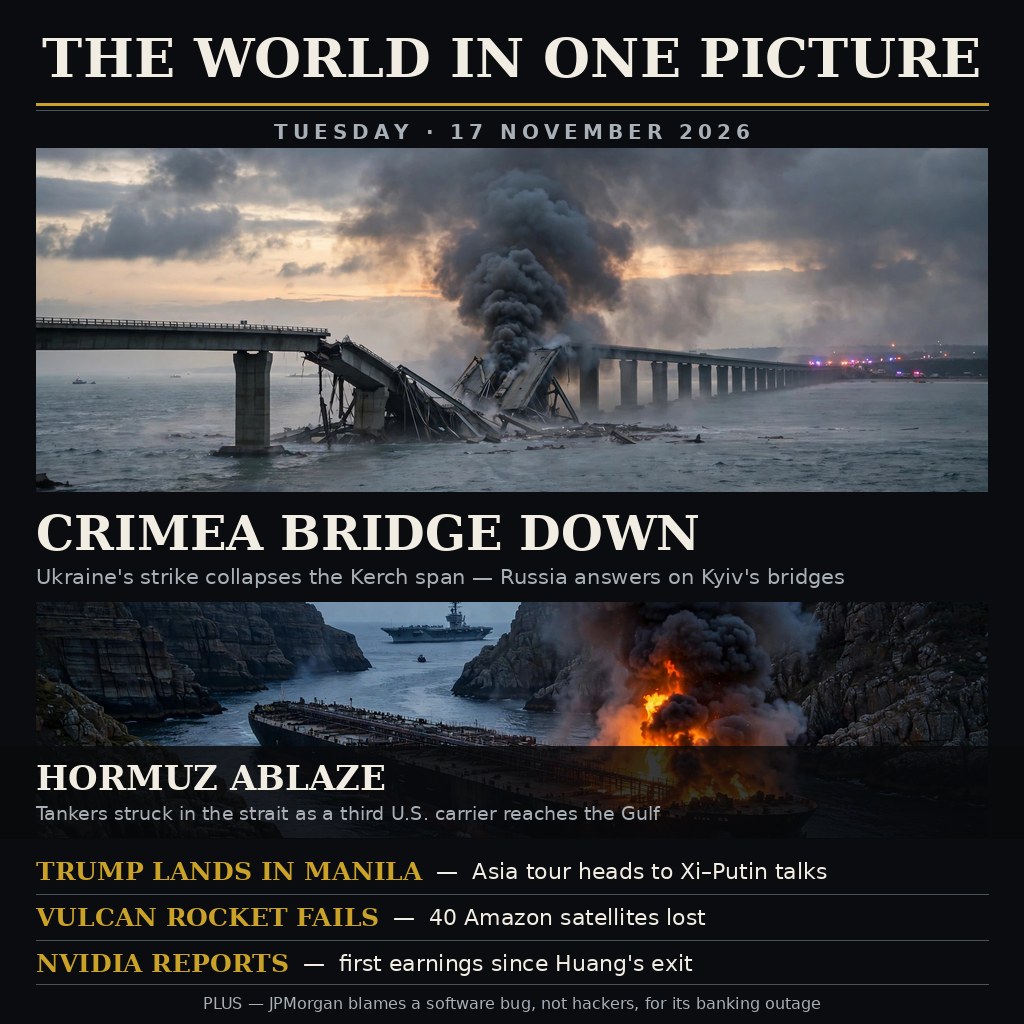 THE WORLD IN ONE PICTURE
TUESDAY · 17 NOVEMBER 2026
CRIMEA BRIDGE DOWN
Ukraine's strike collapses the Kerch span — Russia answers on Kyiv's bridges
HORMUZ ABLAZE
Tankers struck in the strait as a third U.S. carrier reaches the Gulf
TRUMP LANDS IN MANILA — Asia tour heads to Xi–Putin talks
VULCAN ROCKET FAILS — 40 Amazon satellites lost
NVIDIA REPORTS — first earnings since Huang's exit
PLUS — JPMorgan blames a software bug, not hackers, for its banking outage